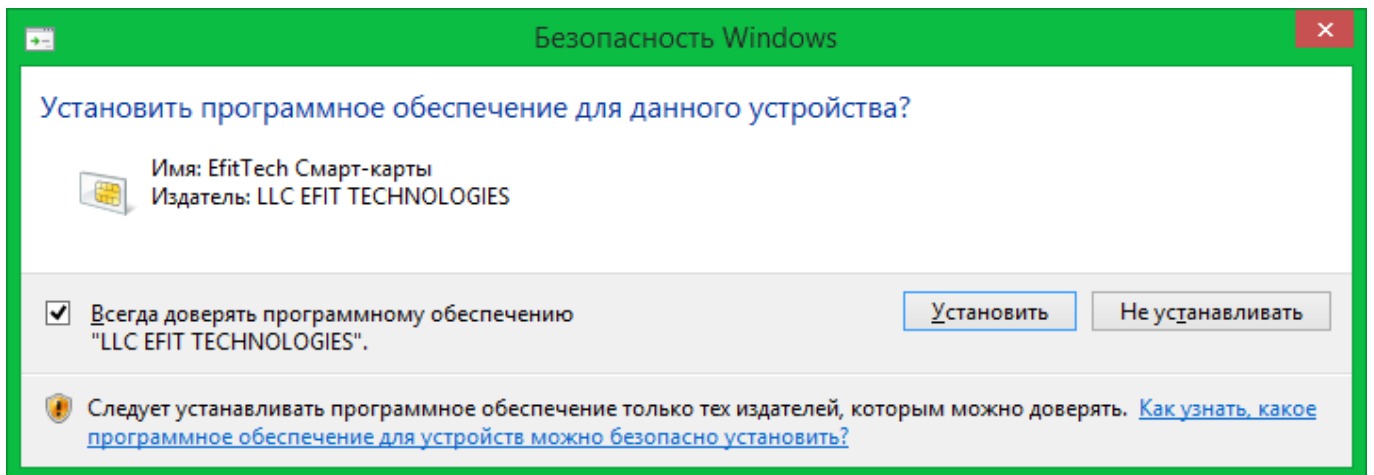 Безопасность Windows
Установить программное обеспечение для данного устройства?
Имя: EfitTech Смарт-карты
Издатель: LLC EFIT TECHNOLOGIES
Всегда доверять программному обеспечению
"LLC EFIT TECHNOLOGIES".
Установить
Не устанавливать
Следует устанавливать программное обеспечение только тех издателей, которым можно доверять. Как узнать, какое
программное обеспечение для устройств можно безопасно установить?